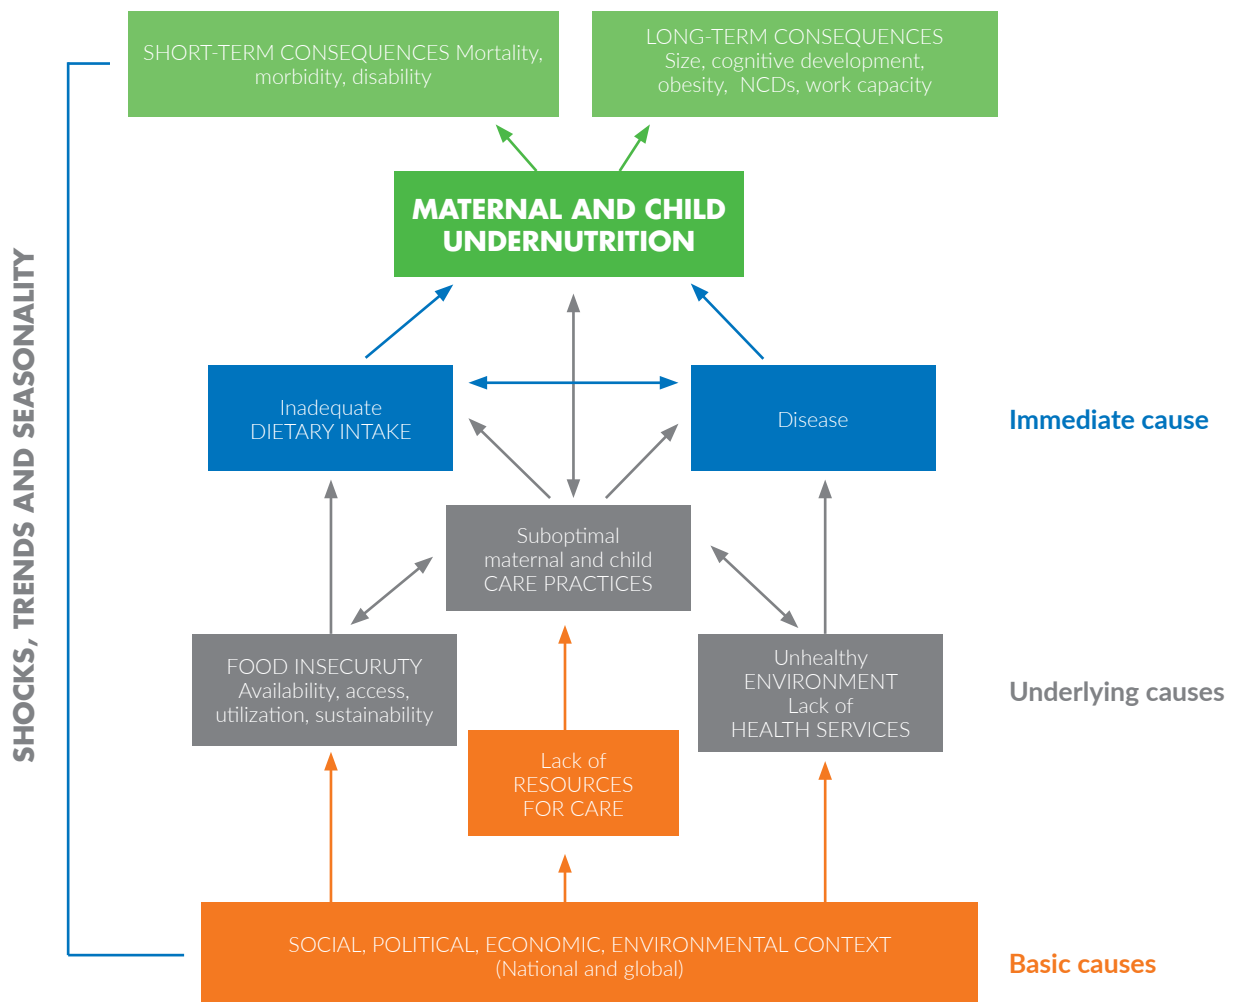 SHORT-TERM CONSEQUENCES Mortality,
morbidity, disability
LONG-TERM CONSEQUENCES
Size, cognitive development,
obesity, NCDs, work capacity
MATERNAL AND CHILD
UNDERNUTRITION
SHOCKS, TRENDS AND SEASONALITY
Inadequate
DIETARY INTAKE
Disease
Immediate cause
Suboptimal
maternal and child
CARE PRACTICES
FOOD INSECURUTY
Availability, access,
utilization, sustainability
Unhealthy
ENVIRONMENT
Lack of
HEALTH SERVICES
Underlying causes
Lack of
RESOURCES
FOR CARE
SOCIAL, POLITICAL, ECONOMIC, ENVIRONMENTAL CONTEXT
(National and global)
Basic causes